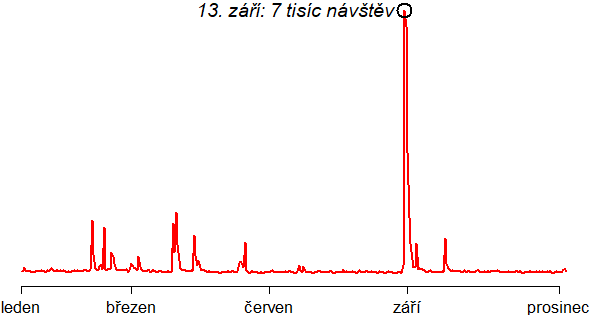 13. září: 7 tisíc návštěv
leden březen červen září prosinec